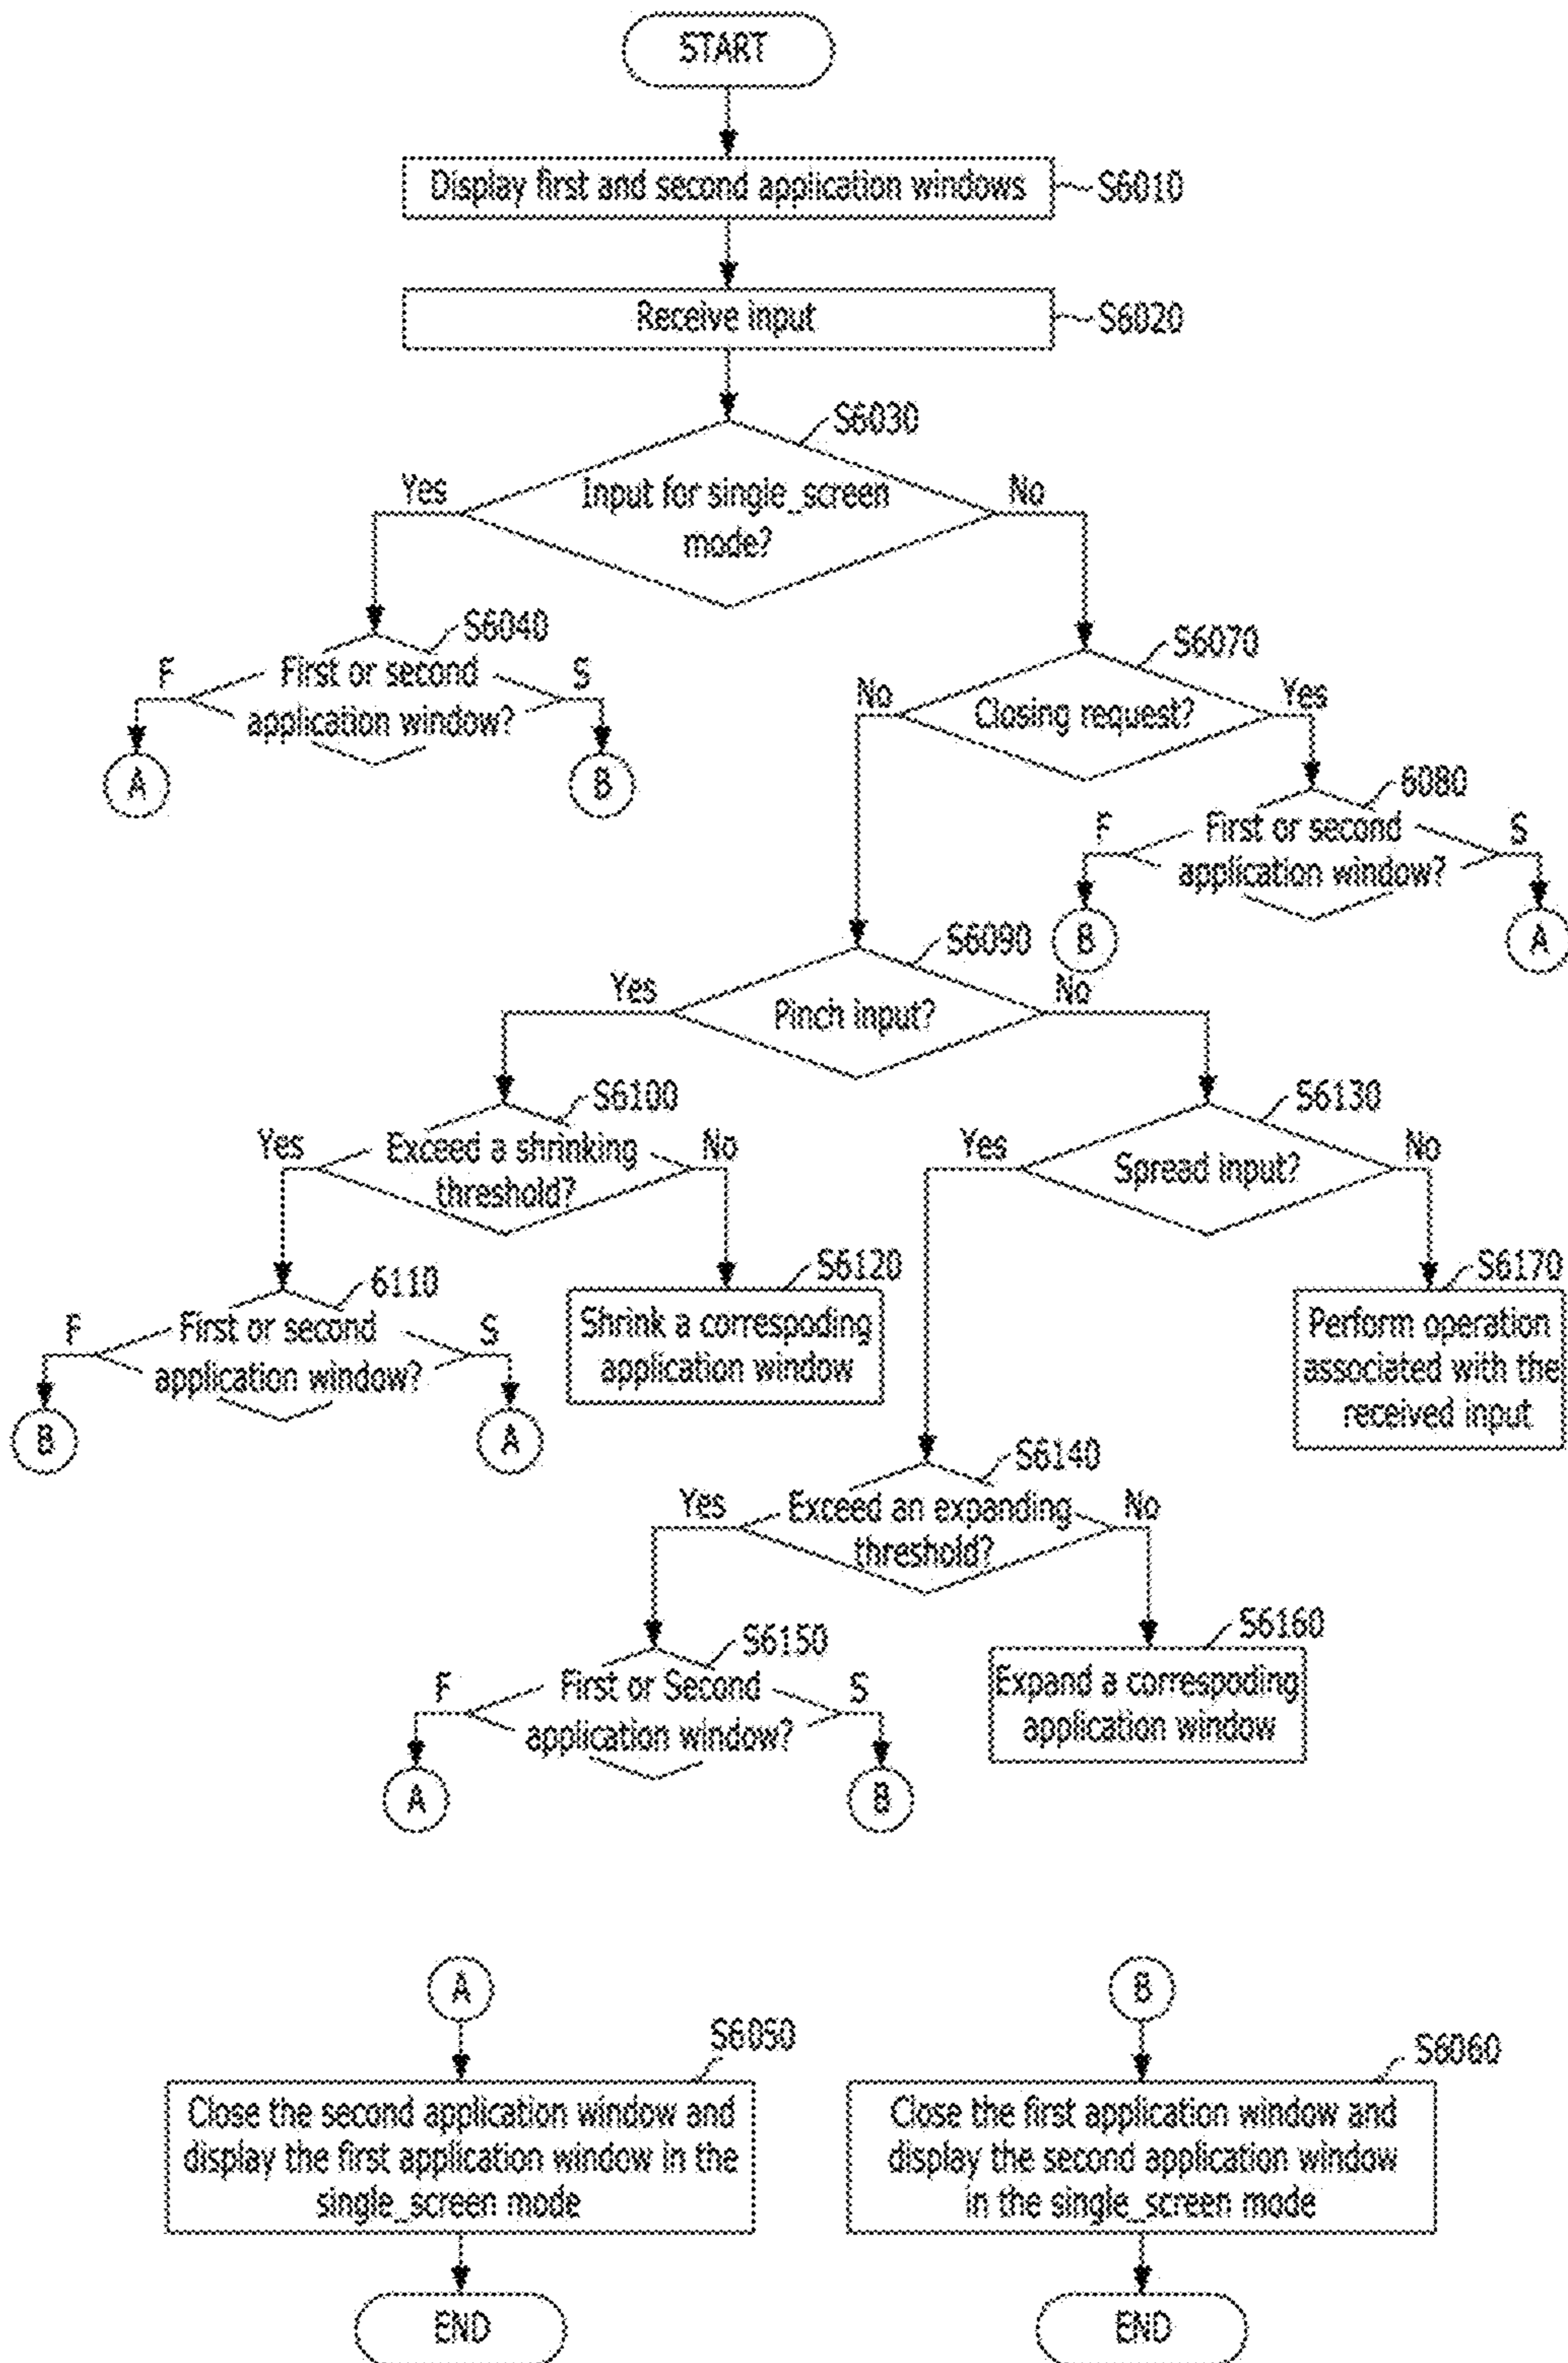 START
Display first and second application windows
S6010
Receive input
S6020
S6030
Yes
Input for single_screen
mode?
No
S6040
F
First or second
application window?
S
A
B
S6070
No
Closing request?
Yes
6080
F
First or second
application window?
S
B
A
S6090
Yes
Pinch input?
No
S6100
Yes
Exceed a shrinking
threshold?
No
S6130
Yes
Spread input?
No
6110
F
First or second
application window?
S
B
A
S6120
Shrink a correspoding
application window
S6170
Perform operation
associated with the
received input
S6140
Yes
Exceed an expanding
threshold?
No
S6150
F
First or Second
application window?
S
A
B
S6160
Expand a correspoding
application window
A
S6050
Close the second application window and
display the first application window in the
single_screen mode
END
B
S6060
Close the first application window and
display the second application window
in the single_screen mode
END